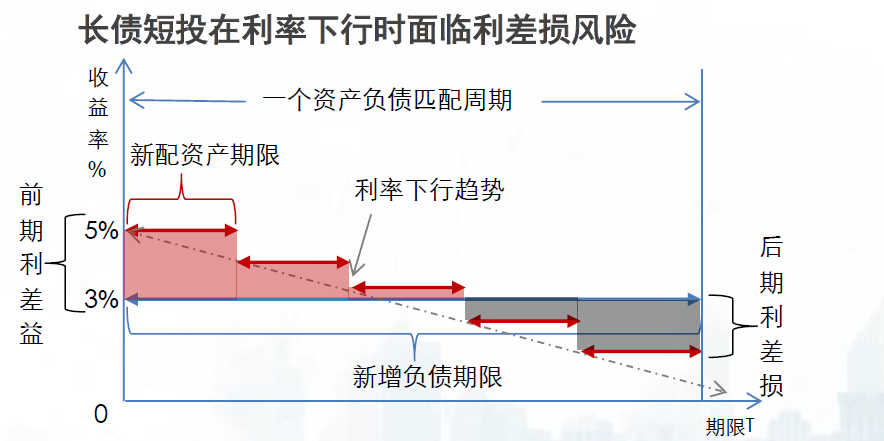 长债短投在利率下行时面临利差损风险
收益率%
一个资产负债匹配周期
新配资产期限
利率下行趋势
前期利差益
5%
3%
后期利差损
新增负债期限
0
期限T